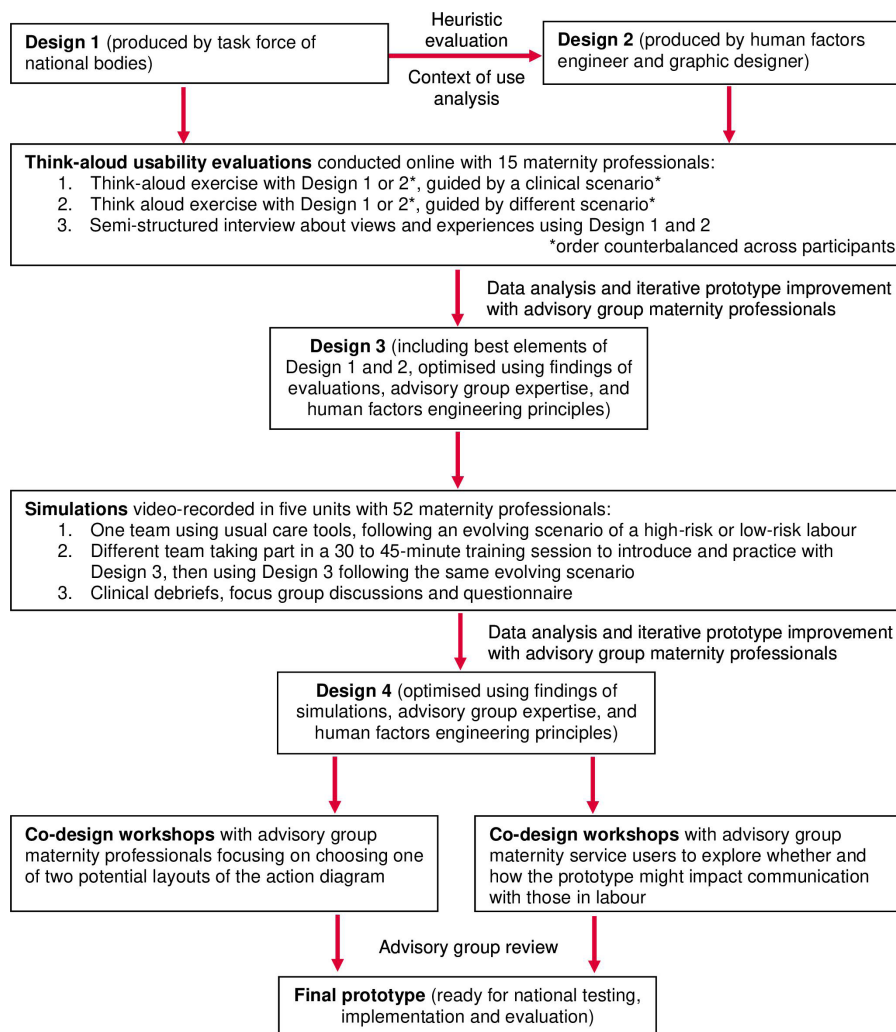 Design 1 (produced by task force of
national bodies)
Heuristic
evaluation
Context of use
analysis
Design 2 (produced by human factors
engineer and graphic designer)
Think-aloud usability evaluations conducted online with 15 maternity professionals:
1. Think-aloud exercise with Design 1 or 2*, guided by a clinical scenario*
2. Think aloud exercise with Design 1 or 2*, guided by different scenario*
3. Semi-structured interview about views and experiences using Design 1 and 2
*order counterbalanced across participants
Data analysis and iterative prototype improvement
with advisory group maternity professionals
Design 3 (including best elements of
Design 1 and 2, optimised using findings of
evaluations, advisory group expertise, and
human factors engineering principles)
Simulations video-recorded in five units with 52 maternity professionals:
1. One team using usual care tools, following an evolving scenario of a high-risk or low-risk labour
2. Different team taking part in a 30 to 45-minute training session to introduce and practice with
Design 3, then using Design 3 following the same evolving scenario
3. Clinical debriefs, focus group discussions and questionnaire
Data analysis and iterative prototype improvement
with advisory group maternity professionals
Design 4 (optimised using findings of
simulations, advisory group expertise, and
human factors engineering principles)
Co-design workshops with advisory group
maternity professionals focusing on choosing one
of two potential layouts of the action diagram
Co-design workshops with advisory group
maternity service users to explore whether and
how the prototype might impact communication
with those in labour
Advisory group review
Final prototype (ready for national testing,
implementation and evaluation)